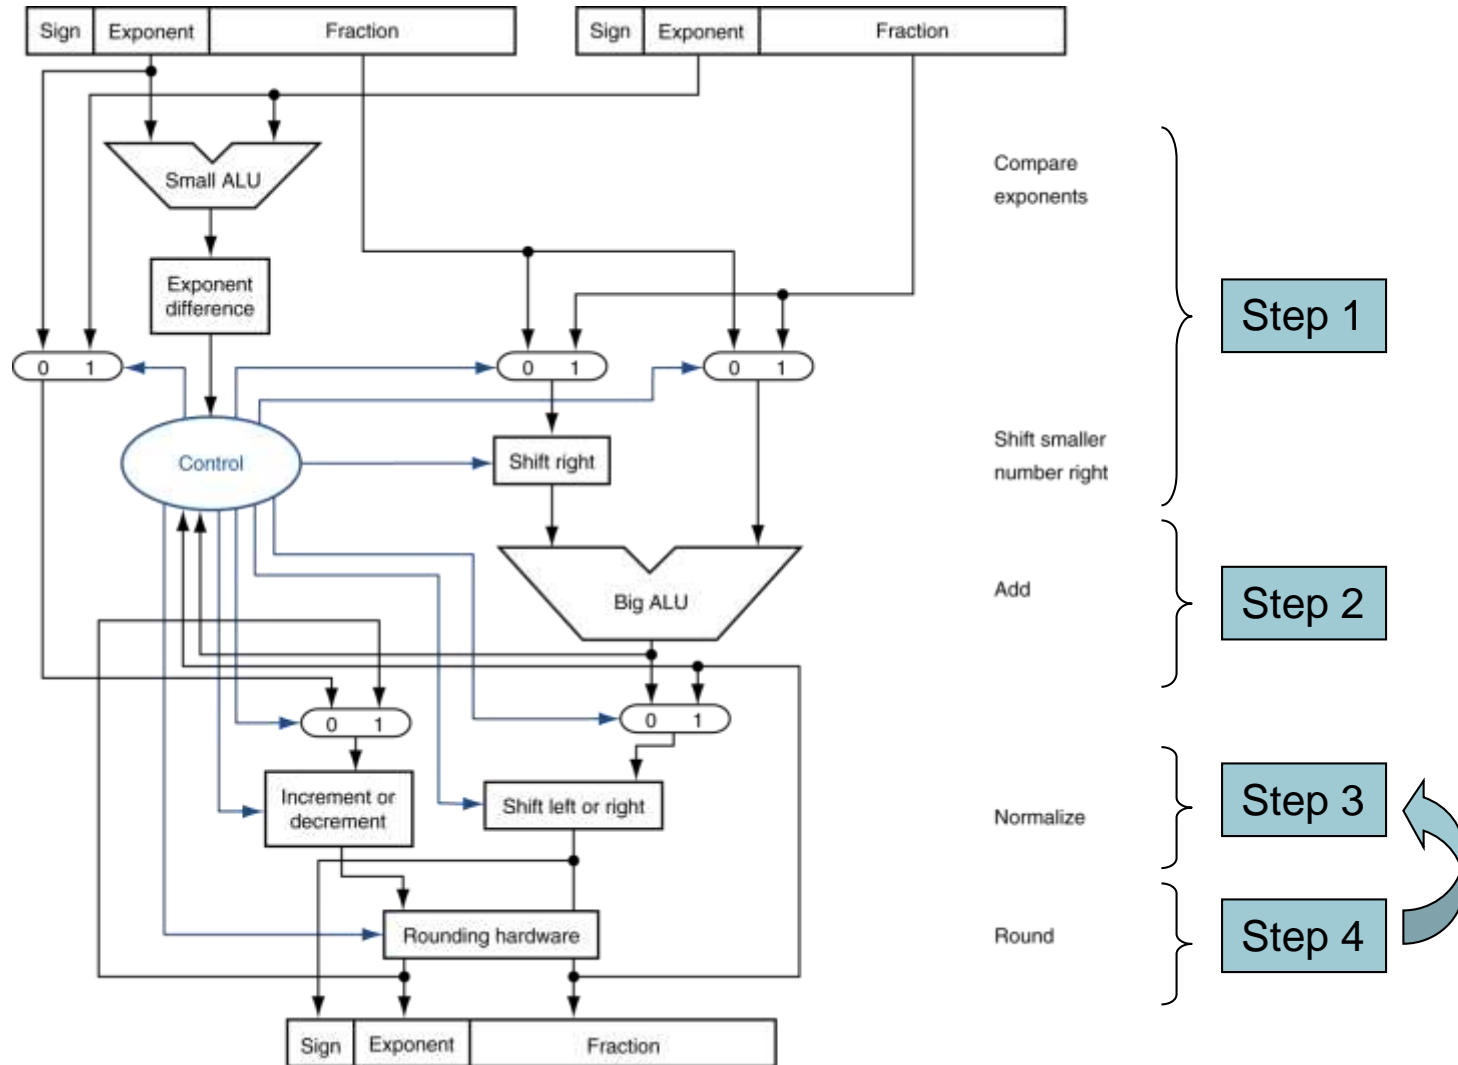 Sign Exponent Fraction
Sign Exponent Fraction
Small ALU
Compare
exponents
Exponent
difference
Step 1
0 1
0 1
0 1
Control
Shift right
Shift smaller
number right
Big ALU
Add
Step 2
0 1
0 1
Increment or
decrement
Shift left or right
Normalize
Step 3
Rounding hardware
Round
Step 4
Sign Exponent Fraction